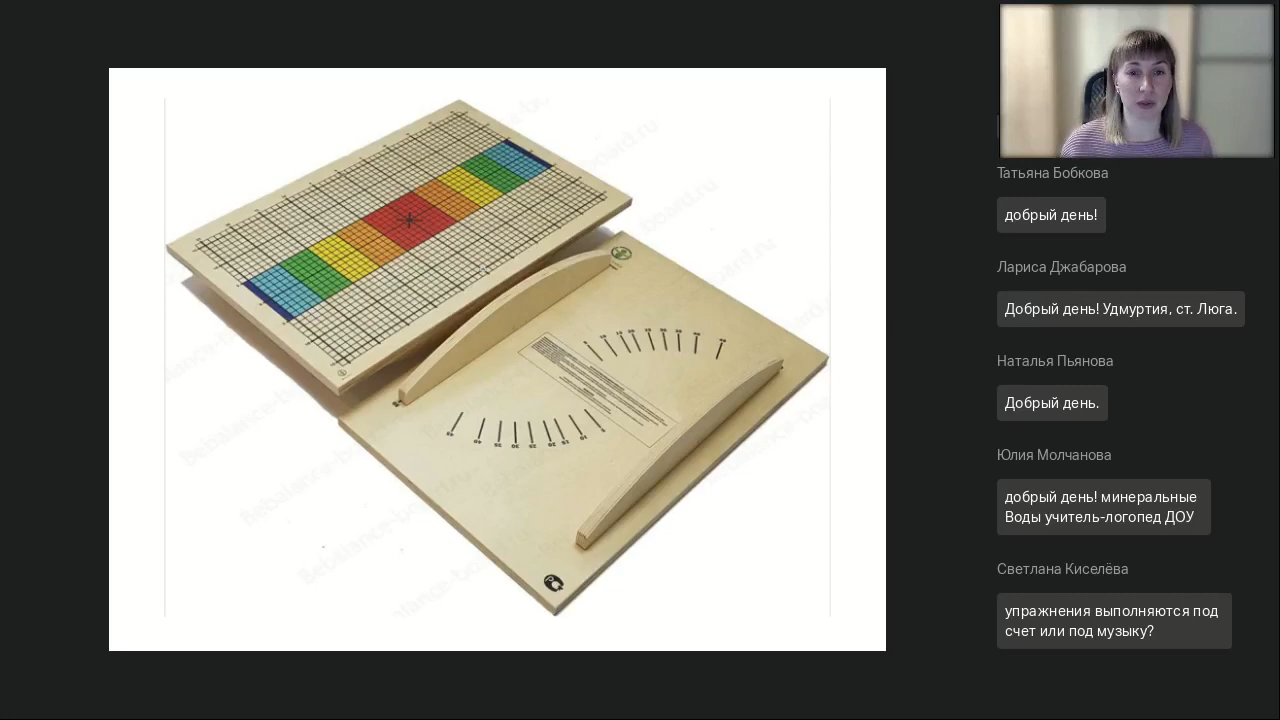 Татьяна Бобкова
добрый день!
Лариса Джабарова
Добрый день! Удмуртия, ст. Люга.
Наталья Пьянова
Добрый день.
Юлия Молчанова
добрый день! минеральные
Воды учитель-логопед ДОУ
Светлана Киселёва
упражнения выполняются под
счет или под музыку?